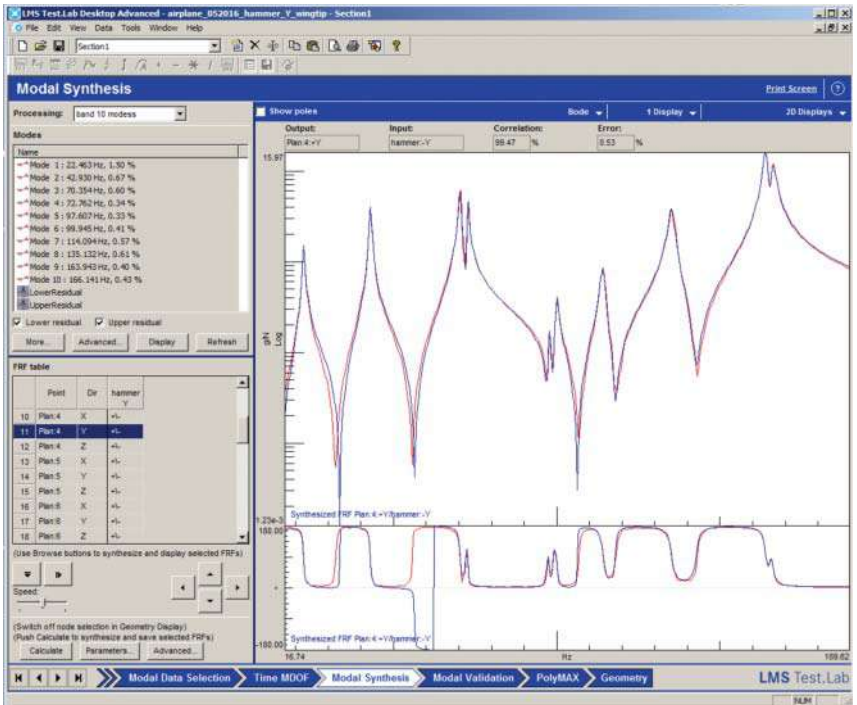 LMS Test.Lab Desktop Advanced - airplane_052016_hammer_Y_wingtip - Section1
File Edit View Data Tools Window Help
Section1
Modal Synthesis
Print Screen
Processing: band 10 modess
Show poles
Bode
1 Display
2D Displays
Modes
Name
Mode 1 : 22.463 Hz, 1.50 %
Mode 2 : 42.930 Hz, 0.67 %
Mode 3 : 70.354 Hz, 0.60 %
Mode 4 : 72.762 Hz, 0.34 %
Mode 5 : 97.607 Hz, 0.33 %
Mode 6 : 99.945 Hz, 0.41 %
Mode 7 : 114.094 Hz, 0.57 %
Mode 8 : 135.132 Hz, 0.61 %
Mode 9 : 163.943 Hz, 0.40 %
Mode 10 : 166.141 Hz, 0.43 %
LowerResidual
UpperResidual
Lower residual Upper residual
More... Advanced... Display Refresh
Output: Input: Correlation: Error:
Plan:4:+Y hammer:-Y 99.47 % 8.53 %
15.97
g/N
Log
1.23e-3
Synthesized FRF Plan:4:+Y/hammer:-Y
180.00
-180.00
Synthesized FRF Plan:4:+Y/hammer:-Y
16.74 Hz 189.82
FRF table
Point Dir hammer
Y
10 Plan:4 X +/-
11 Plan:4 Y +/-
12 Plan:4 Z +/-
13 Plan:5 X +/-
14 Plan:5 Y +/-
15 Plan:5 Z +/-
16 Plan:6 X +/-
17 Plan:6 Y +/-
18 Plan:6 Z +/-
(Use Browse buttons to synthesize and display selected FRFs)
Speed:
(Switch off node selection in Geometry Display)
(Push Calculate to synthesize and save selected FRFs)
Calculate Parameters... Advanced...
Modal Data Selection Time MDOF Modal Synthesis Modal Validation PolyMAX Geometry
LMS Test.Lab
NUM